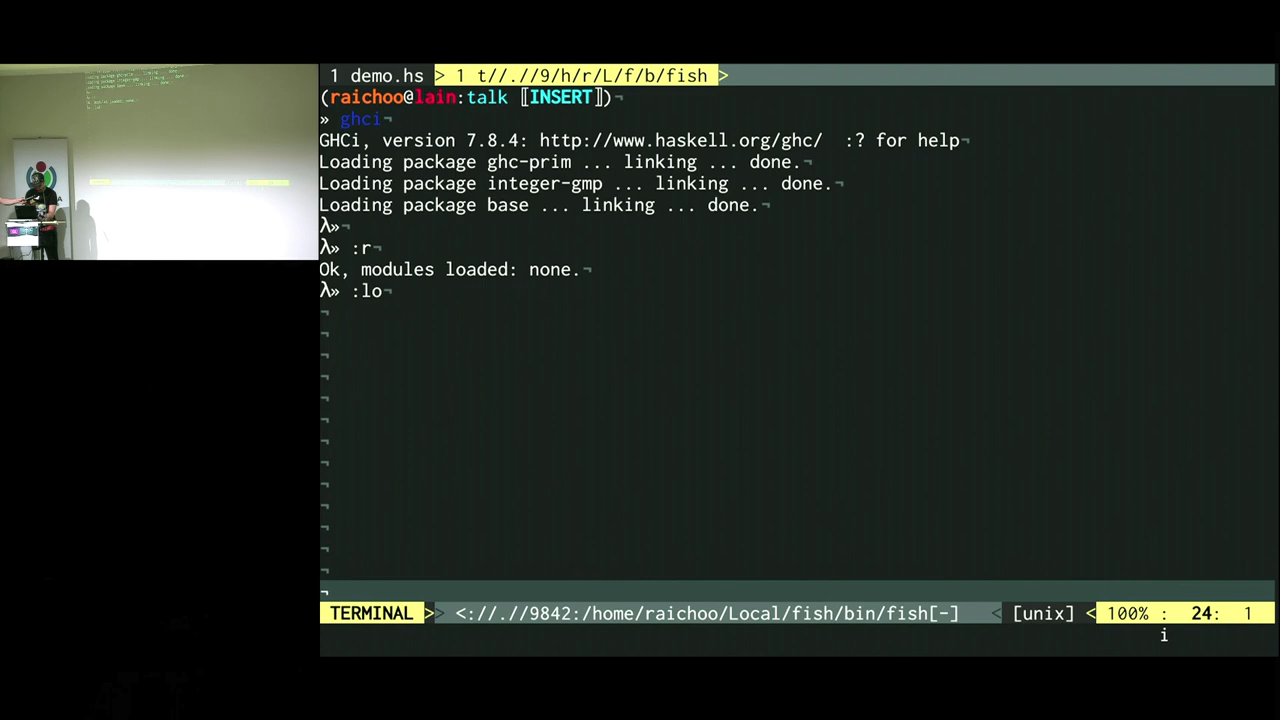 1 demo.hs > 1 t//.//9/h/r/L/f/b/fish >
(raichoo@lain:talk ⟦INSERT⟧)¬
» ghci¬
GHCi, version 7.8.4: http://www.haskell.org/ghc/  :? for help¬
Loading package ghc-prim ... linking ... done.¬
Loading package integer-gmp ... linking ... done.¬
Loading package base ... linking ... done.¬
λ»¬
λ» :r¬
Ok, modules loaded: none.¬
λ» :lo¬
¬
¬
¬
¬
¬
¬
¬
¬
¬
¬
¬
¬
¬
¬
TERMINAL >> <://.//9842:/home/raichoo/Local/fish/bin/fish[-] < [unix] < 100% : 24: 1
i